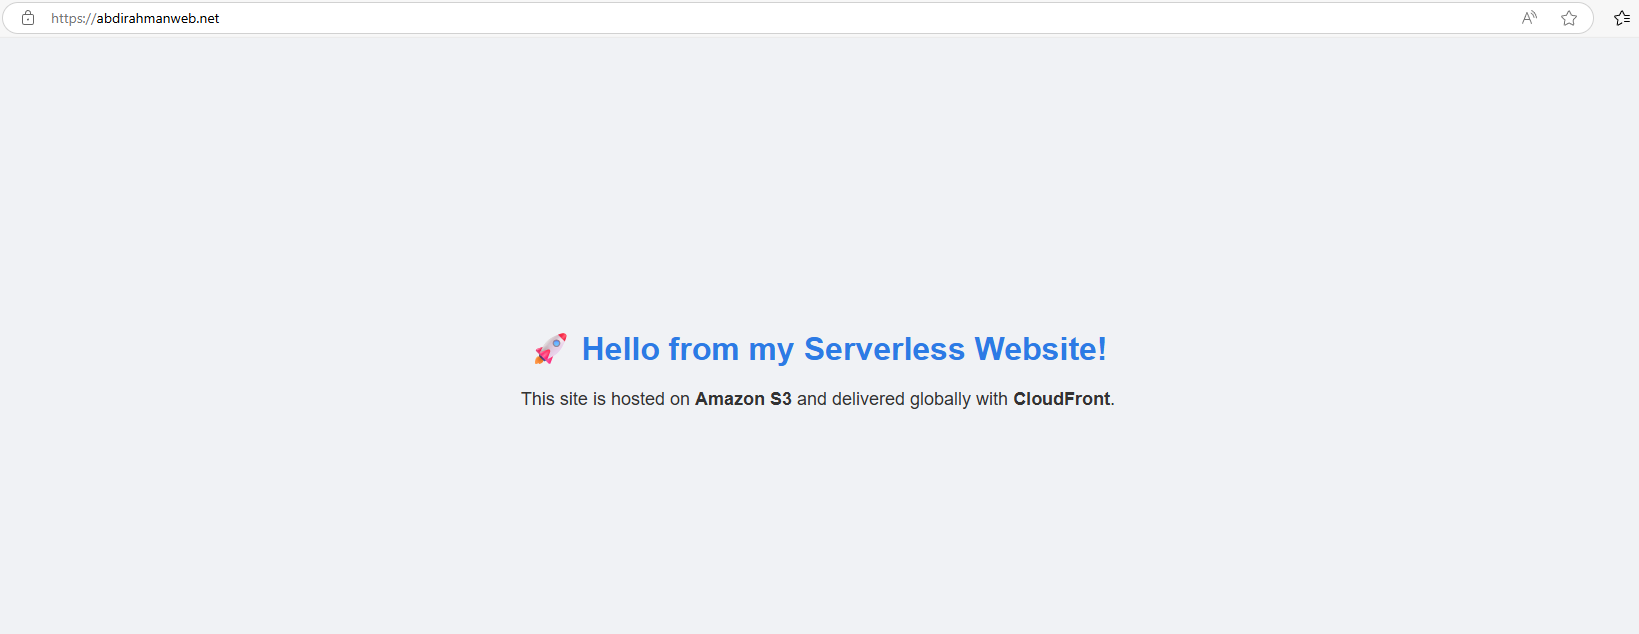 https://abdirahmanweb.net
🚀 Hello from my Serverless Website!
This site is hosted on Amazon S3 and delivered globally with CloudFront.